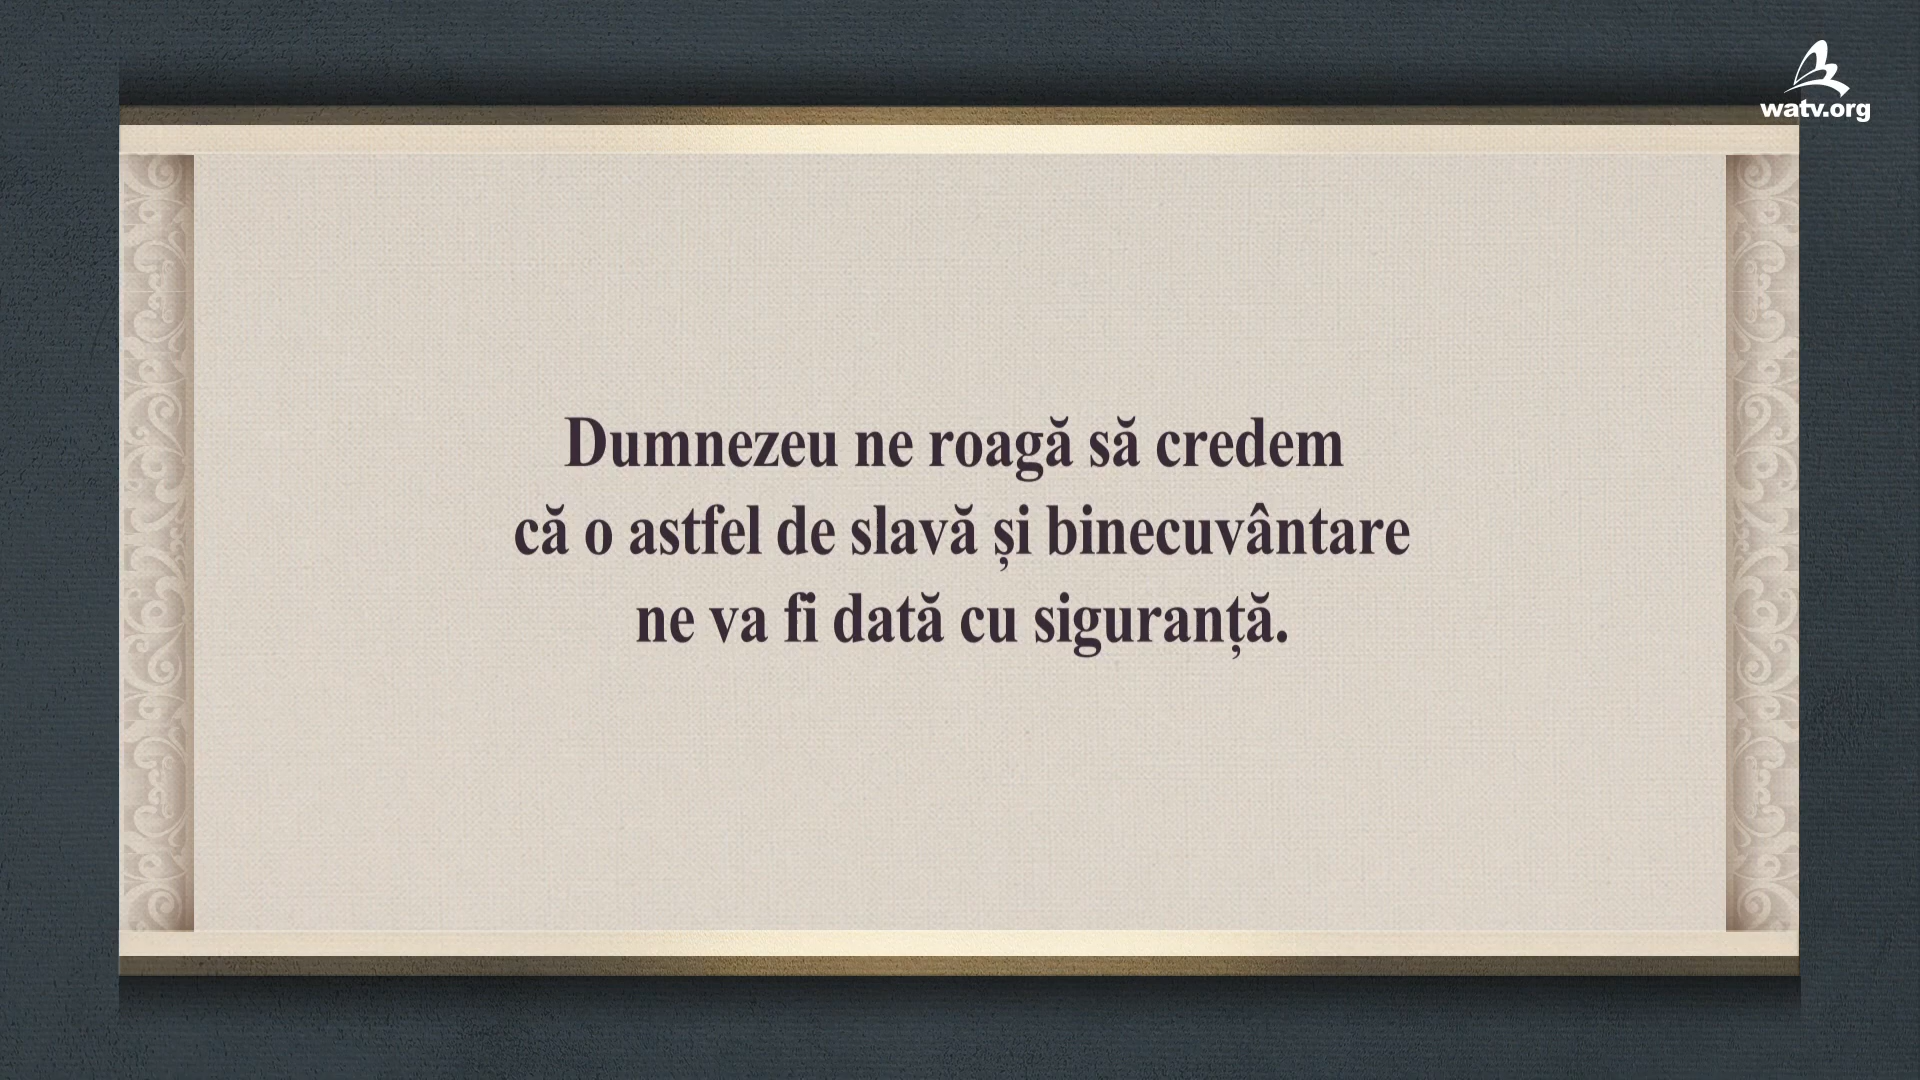 watv.org
Dumnezeu ne roagă să credem
că o astfel de slavă și binecuvântare
ne va fi dată cu siguranță.